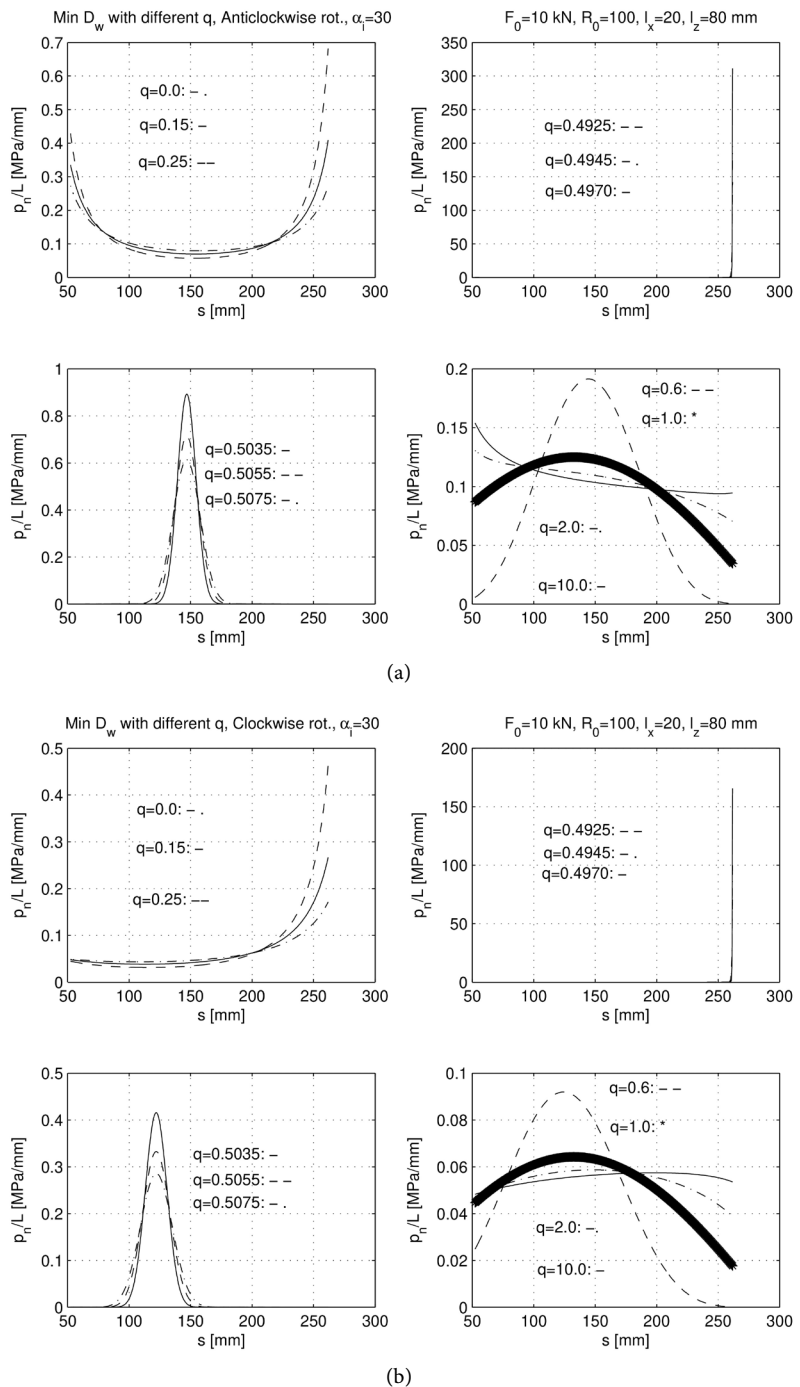 Min D_w with different q, Anticlockwise rot., α_i=30
F_0=10 kN, R_0=100, l_x=20, l_z=80 mm
0.7
0.6
0.5
0.4
0.3
0.2
0.1
0
p_n/L [MPa/mm]
q=0.0: – .
q=0.15: –
q=0.25: ––
50 100 150 200 250 300
s [mm]
350
300
250
200
150
100
50
0
p_n/L [MPa/mm]
q=0.4925: – –
q=0.4945: – .
q=0.4970: –
50 100 150 200 250 300
s [mm]
1
0.8
0.6
0.4
0.2
0
p_n/L [MPa/mm]
q=0.5035: –
q=0.5055: – –
q=0.5075: – .
50 100 150 200 250 300
s [mm]
0.2
0.15
0.1
0.05
0
p_n/L [MPa/mm]
q=0.6: – –
q=1.0: *
q=2.0: –.
q=10.0: –
50 100 150 200 250 300
s [mm]
(a)
Min D_w with different q, Clockwise rot., α_i=30
F_0=10 kN, R_0=100, l_x=20, l_z=80 mm
0.5
0.4
0.3
0.2
0.1
0
p_n/L [MPa/mm]
q=0.0: – .
q=0.15: –
q=0.25: ––
50 100 150 200 250 300
s [mm]
200
150
100
50
0
p_n/L [MPa/mm]
q=0.4925: – –
q=0.4945: – .
q=0.4970: –
50 100 150 200 250 300
s [mm]
0.5
0.4
0.3
0.2
0.1
0
p_n/L [MPa/mm]
q=0.5035: –
q=0.5055: – –
q=0.5075: – .
50 100 150 200 250 300
s [mm]
0.1
0.08
0.06
0.04
0.02
0
p_n/L [MPa/mm]
q=0.6: – –
q=1.0: *
q=2.0: –.
q=10.0: –
50 100 150 200 250 300
s [mm]
(b)